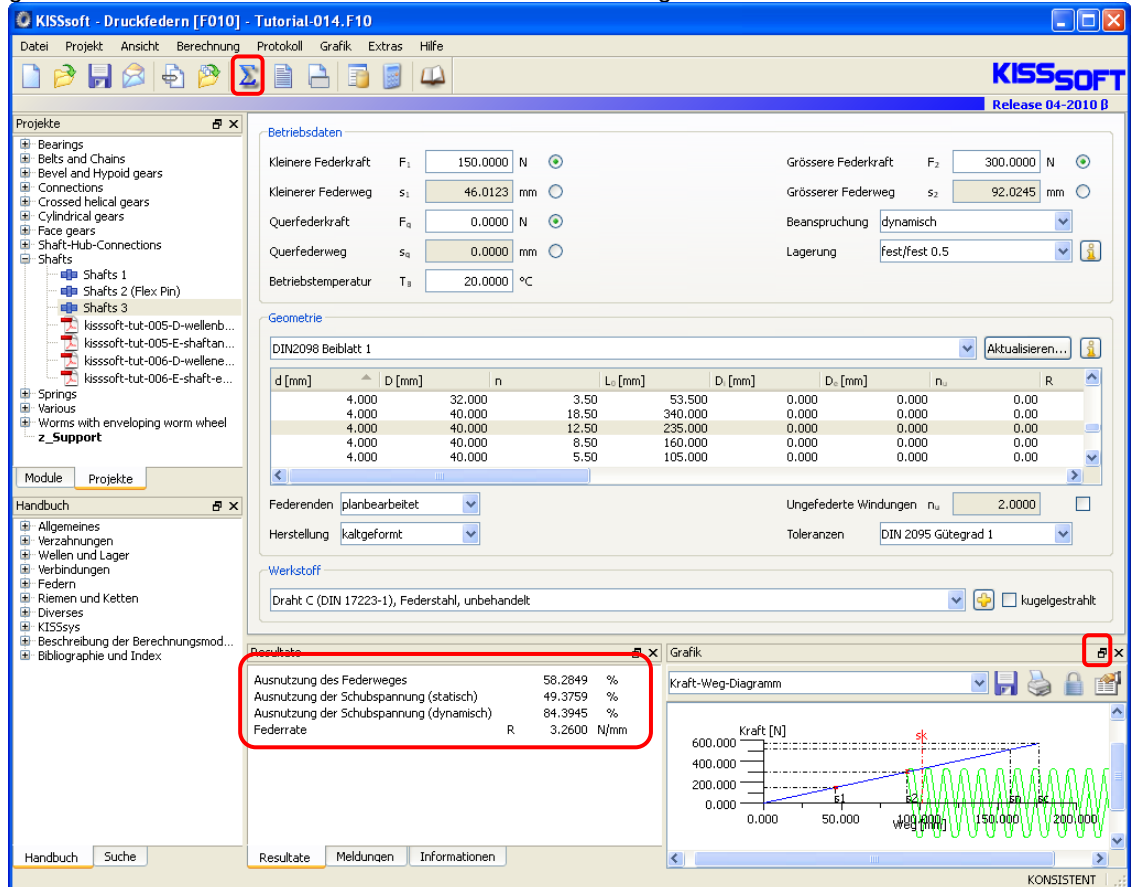 KISSsoft - Druckfedern [F010] - Tutorial-014.F10
Datei Projekt Ansicht Berechnung Protokoll Grafik Extras Hilfe
KISSsoft
Release 04-2010 β
Projekte
Bearings
Belts and Chains
Bevel and Hypoid gears
Connections
Crossed helical gears
Cylindrical gears
Face gears
Shaft-Hub-Connections
Shafts
Shafts 1
Shafts 2 (Flex Pin)
Shafts 3
kisssoft-tut-005-D-wellenb...
kisssoft-tut-005-E-shaftan...
kisssoft-tut-006-D-wellene...
kisssoft-tut-006-E-shaft-e...
Springs
Various
Worms with enveloping worm wheel
z_Support
Module Projekte
Handbuch
Allgemeines
Verzahnungen
Wellen und Lager
Verbindungen
Federn
Riemen und Ketten
Diverses
KISSsys
Beschreibung der Berechnungsmod...
Bibliographie und Index
Handbuch Suche
Betriebsdaten
Kleinere Federkraft F₁ 150.0000 N Grössere Federkraft F₂ 300.0000 N
Kleinerer Federweg s₁ 46.0123 mm Grösserer Federweg s₂ 92.0245 mm
Querfederkraft Fq 0.0000 N Beanspruchung dynamisch
Querfederweg sq 0.0000 mm Lagerung fest/fest 0.5
Betriebstemperatur TB 20.0000 °C
Geometrie
DIN2098 Beiblatt 1 Aktualisieren...
d [mm] D [mm] n L₀ [mm] Dᵢ [mm] Dₑ [mm] nᵤ R
4.000 32.000 3.50 53.500 0.000 0.000 0.00
4.000 40.000 18.50 340.000 0.000 0.000 0.00
4.000 40.000 12.50 235.000 0.000 0.000 0.00
4.000 40.000 8.50 160.000 0.000 0.000 0.00
4.000 40.000 5.50 105.000 0.000 0.000 0.00
Federenden planbearbeitet Ungefederte Windungen nᵤ 2.0000
Herstellung kaltgeformt Toleranzen DIN 2095 Gütegrad 1
Werkstoff
Draht C (DIN 17223-1), Federstahl, unbehandelt kugelgestrahlt
Resultate
Ausnutzung des Federweges 58.2849 %
Ausnutzung der Schubspannung (statisch) 49.3759 %
Ausnutzung der Schubspannung (dynamisch) 84.3945 %
Federrate R 3.2600 N/mm
Resultate Meldungen Informationen
Grafik
Kraft-Weg-Diagramm
Kraft [N]
sk
600.000
400.000
200.000
0.000
s1 s2 sn sc
0.000 50.000 100.000 150.000 200.000
Weg [mm]
KONSISTENT